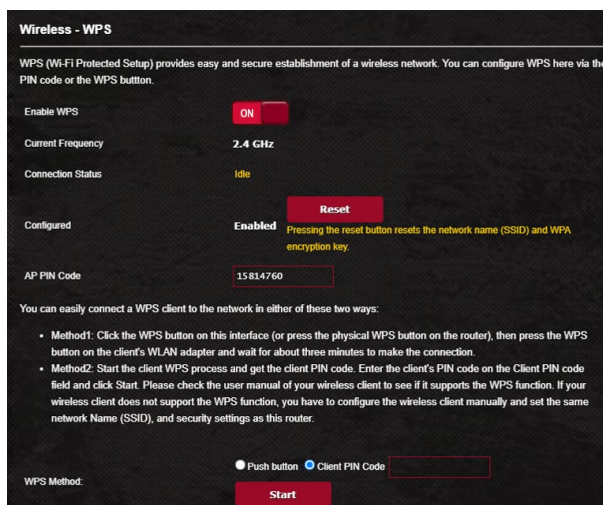 Wireless - WPS
WPS (Wi-Fi Protected Setup) provides easy and secure establishment of a wireless network. You can configure WPS here via the
PIN code or the WPS buttton.
Enable WPS
ON
Current Frequency
2.4 GHz
Connection Status
Idle
Reset
Configured
Enabled
Pressing the reset button resets the network name (SSID) and WPA
encryption key.
AP PIN Code
15814760
You can easily connect a WPS client to the network in either of these two ways:
• Method1: Click the WPS button on this interface (or press the physical WPS button on the router), then press the WPS
button on the client's WLAN adapter and wait for about three minutes to make the connection.
• Method2: Start the client WPS process and get the client PIN code. Enter the client's PIN code on the Client PIN code
field and click Start. Please check the user manual of your wireless client to see if it supports the WPS function. If your
wireless client does not support the WPS function, you have to configure the wireless client manually and set the same
network Name (SSID), and security settings as this router.
Push button Client PIN Code
WPS Method:
Start